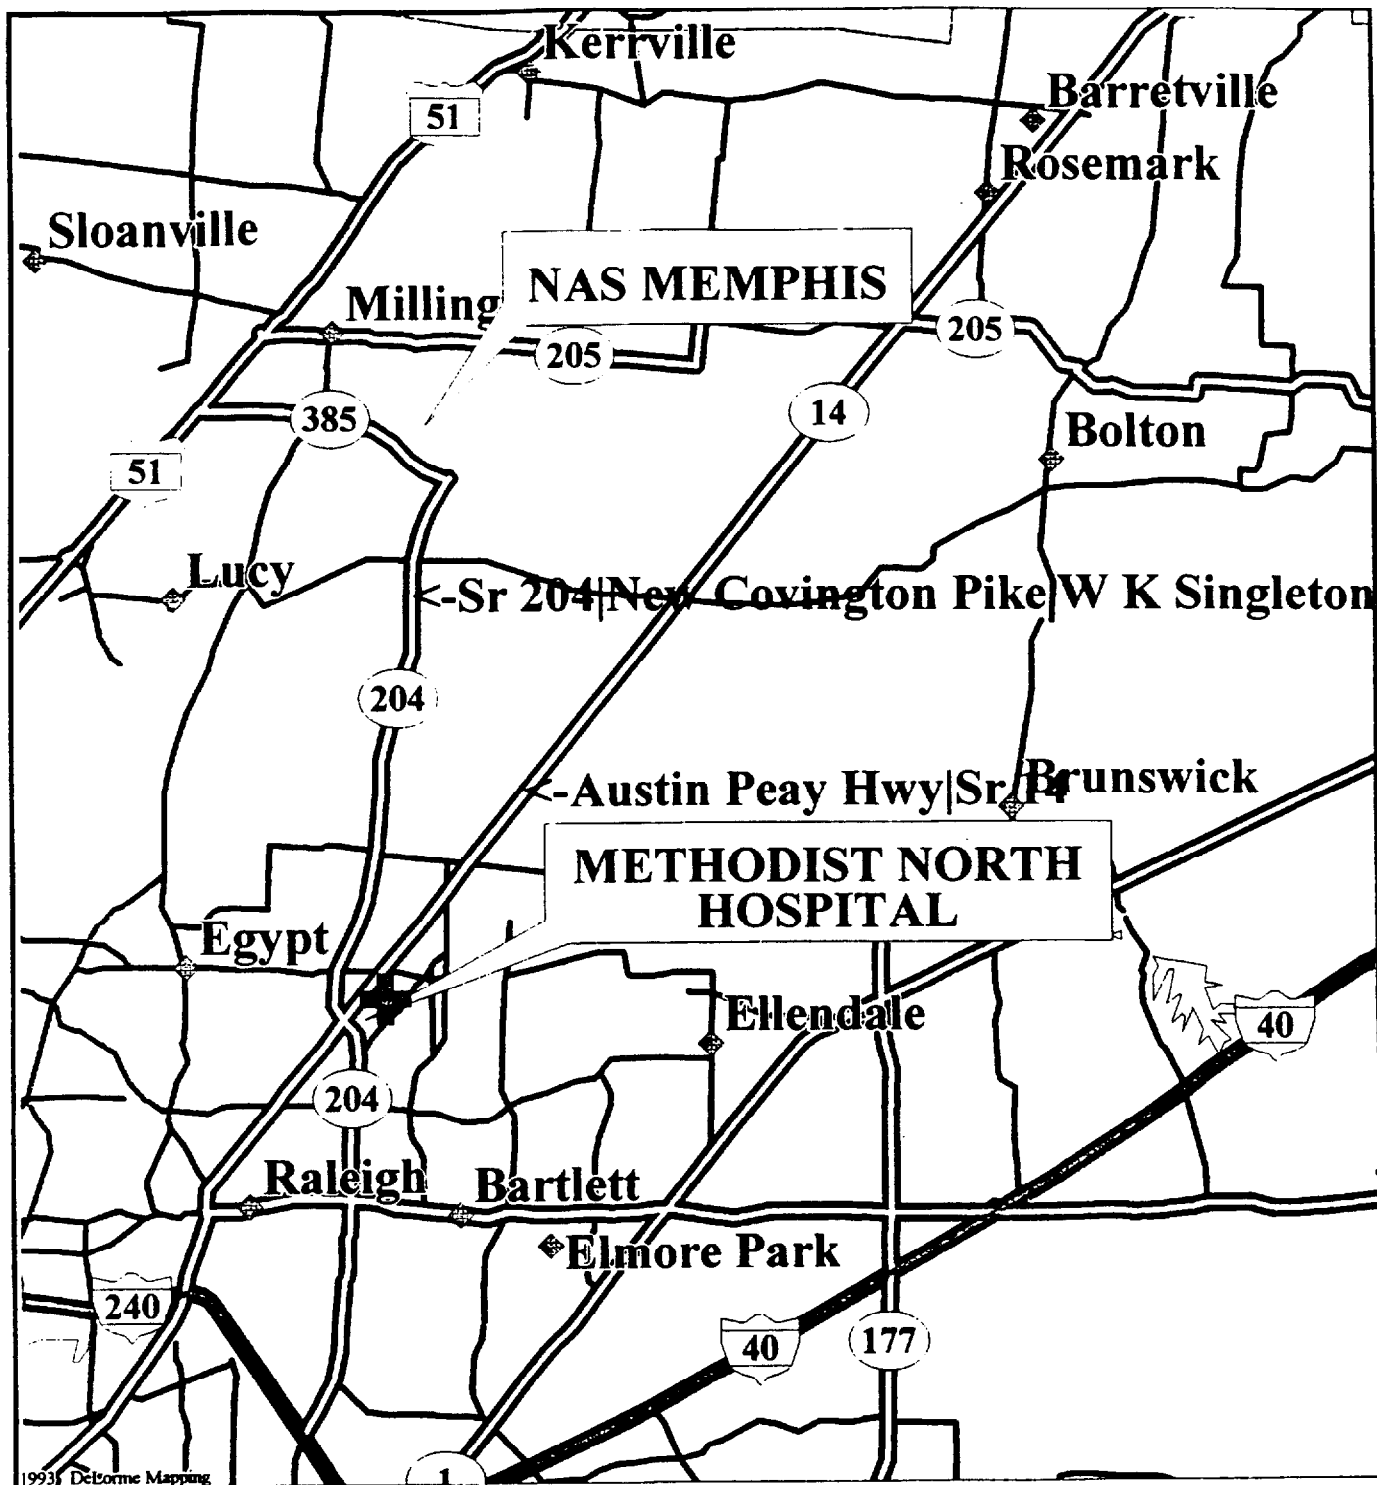 Kerrville
51
Barretville
Rosemark
Sloanville
NAS MEMPHIS
Milling
205
205
385
14
Bolton
51
Lucy
<-Sr 204|New Covington Pike W K Singleton
204
<-Austin Peay Hwy|Sr 14
Brunswick
METHODIST NORTH
HOSPITAL
Egypt
Ellendale
40
204
Raleigh
Bartlett
Elmore Park
240
40
177
1
1993, DeLorme Mapping